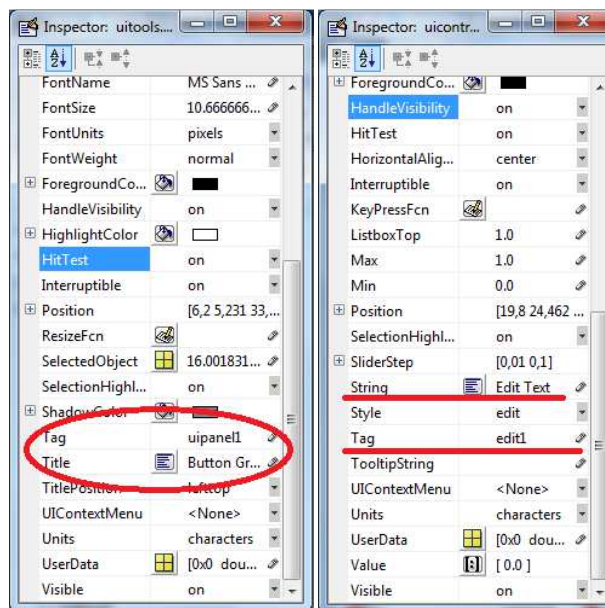 Inspector: uitools....
FontName MS Sans ...
FontSize 10.666666...
FontUnits pixels
FontWeight normal
ForegroundCo...
HandleVisibility on
HighlightColor
HitTest on
Interruptible on
Position [6,2 5,231 33,...
ResizeFcn
SelectedObject 16.001831...
SelectionHighl... on
ShadowColor
Tag uipanel1
Title Button Gr...
TitlePosition lefttop
UIContextMenu <None>
Units characters
UserData [0x0 dou...
Visible on
Inspector: uicontr...
ForegroundCo...
HandleVisibility on
HitTest on
HorizontalAlig... center
Interruptible on
KeyPressFcn
ListboxTop 1.0
Max 1.0
Min 0.0
Position [19,8 24,462 ...
SelectionHighl... on
SliderStep [0,01 0,1]
String Edit Text
Style edit
Tag edit1
TooltipString
UIContextMenu <None>
Units characters
UserData [0x0 dou...
Value [ 0.0 ]
Visible on